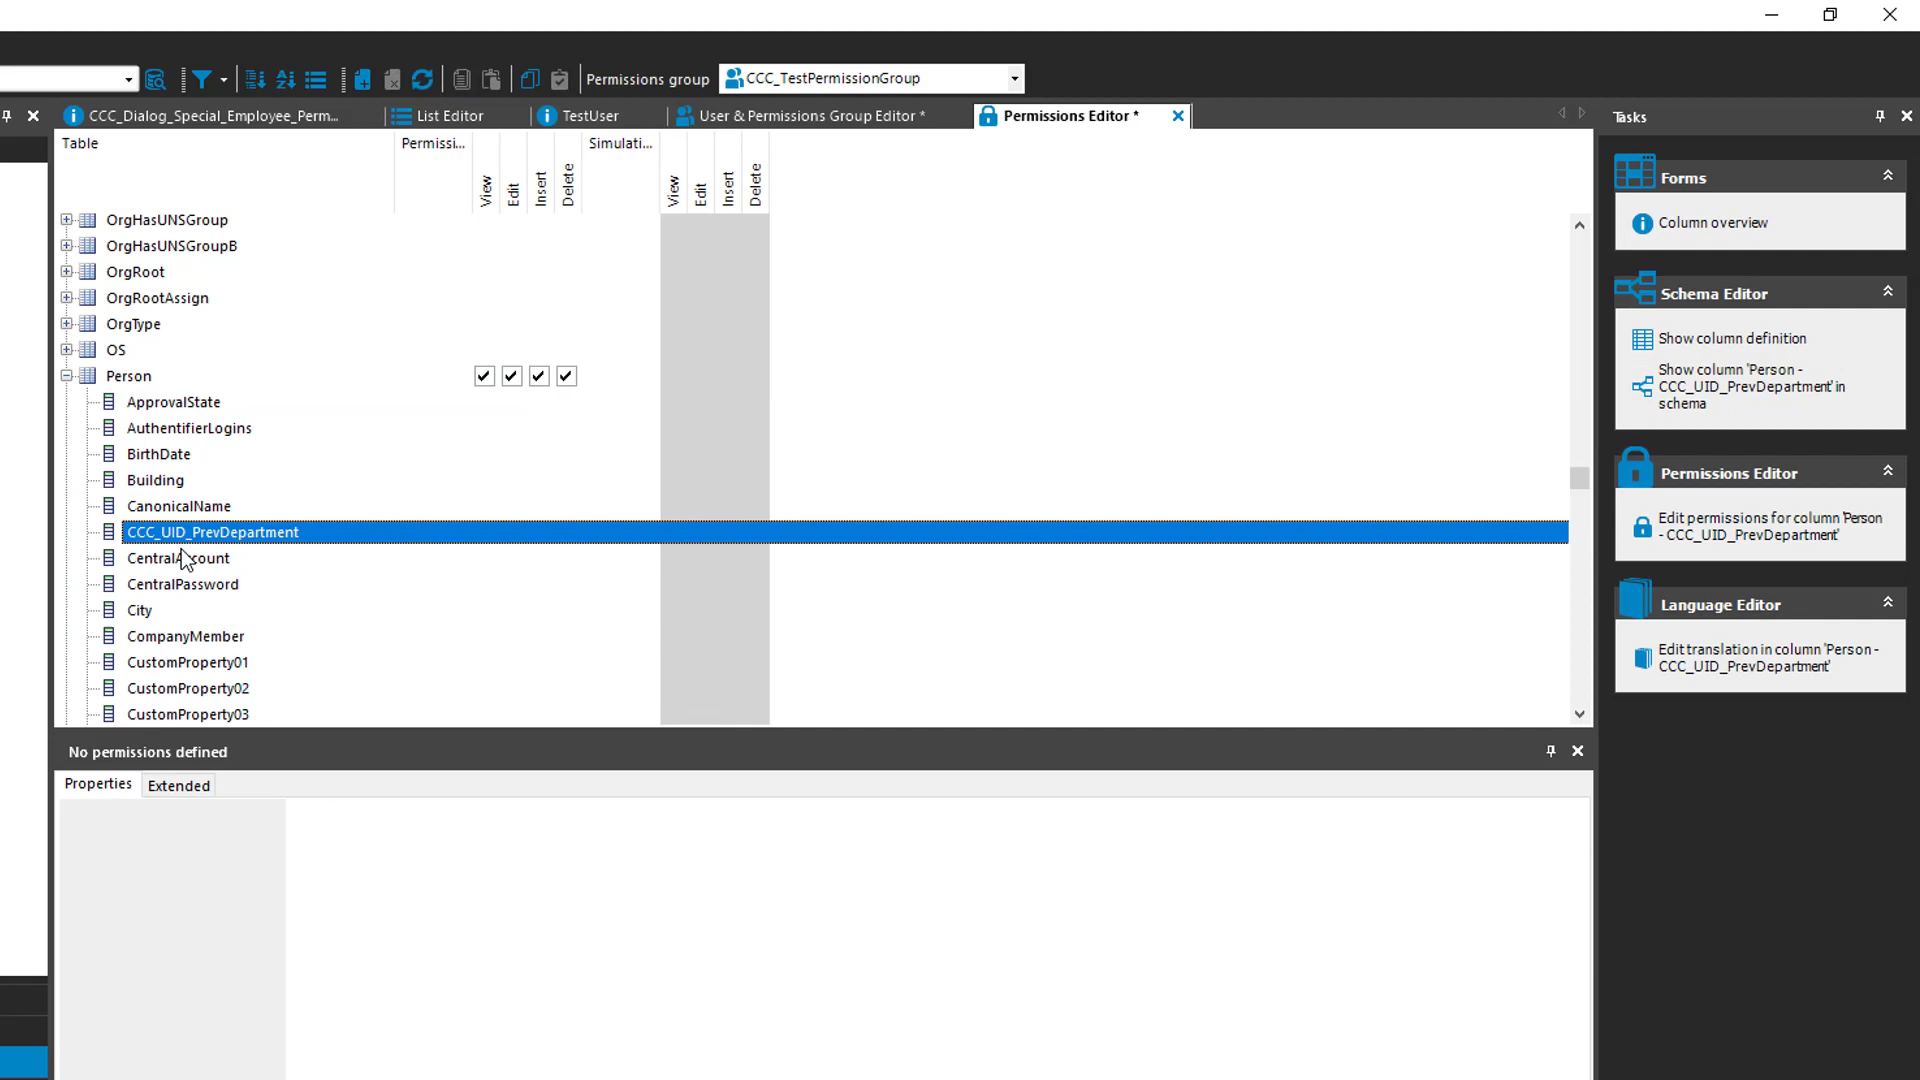 Permissions group
CCC_TestPermissionGroup
CCC_Dialog_Special_Employee_Perm...
List Editor
TestUser
User & Permissions Group Editor *
Permissions Editor *
Tasks
Table
Permissi...
Simulati...
View
Edit
Insert
Delete
View
Edit
Insert
Delete
OrgHasUNSGroup
OrgHasUNSGroupB
OrgRoot
OrgRootAssign
OrgType
OS
Person
ApprovalState
AuthentifierLogins
BirthDate
Building
CanonicalName
CCC_UID_PrevDepartment
CentralAccount
CentralPassword
City
CompanyMember
CustomProperty01
CustomProperty02
CustomProperty03
Forms
Column overview
Schema Editor
Show column definition
Show column 'Person -
CCC_UID_PrevDepartment' in
schema
Permissions Editor
Edit permissions for column 'Person
- CCC_UID_PrevDepartment'
Language Editor
Edit translation in column 'Person -
CCC_UID_PrevDepartment'
No permissions defined
Properties
Extended